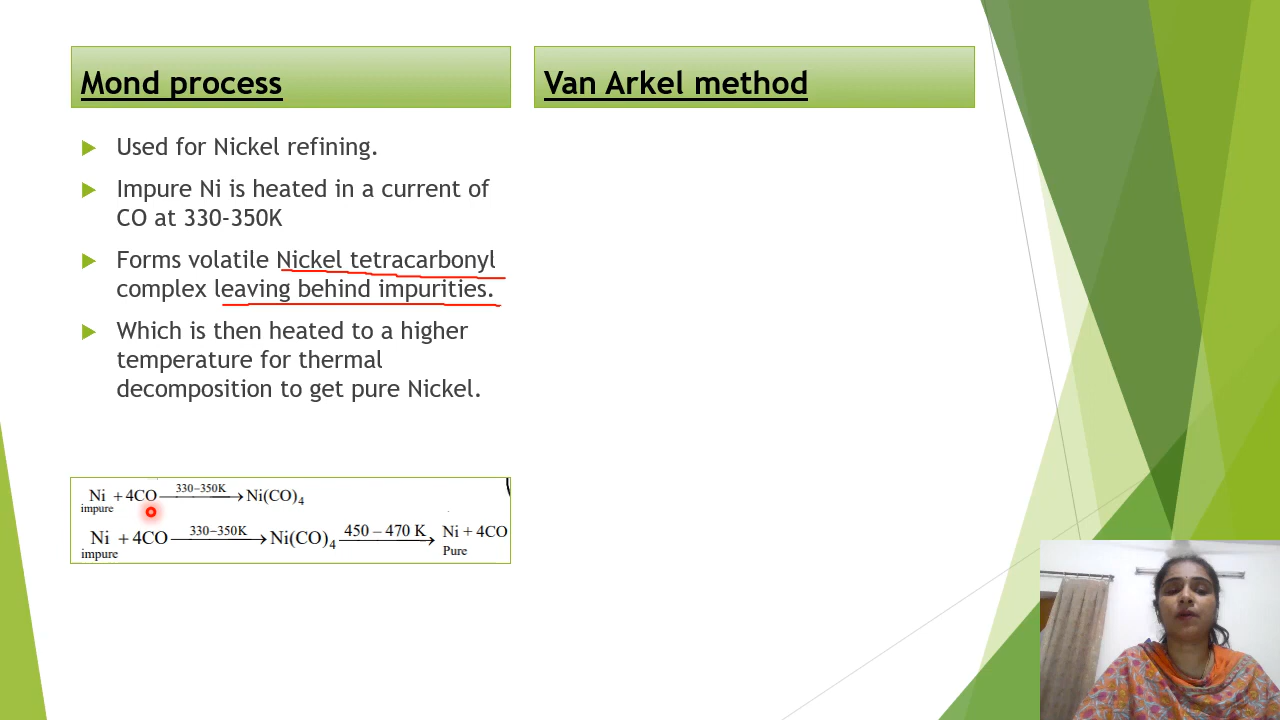 Mond process
Van Arkel method
Used for Nickel refining.
Impure Ni is heated in a current of
CO at 330-350K
Forms volatile Nickel tetracarbonyl
complex leaving behind impurities.
Which is then heated to a higher
temperature for thermal
decomposition to get pure Nickel.
Ni + 4CO 330–350K → Ni(CO)₄
impure
Ni + 4CO 330–350K → Ni(CO)₄ 450 – 470 K → Ni + 4CO
impure Pure